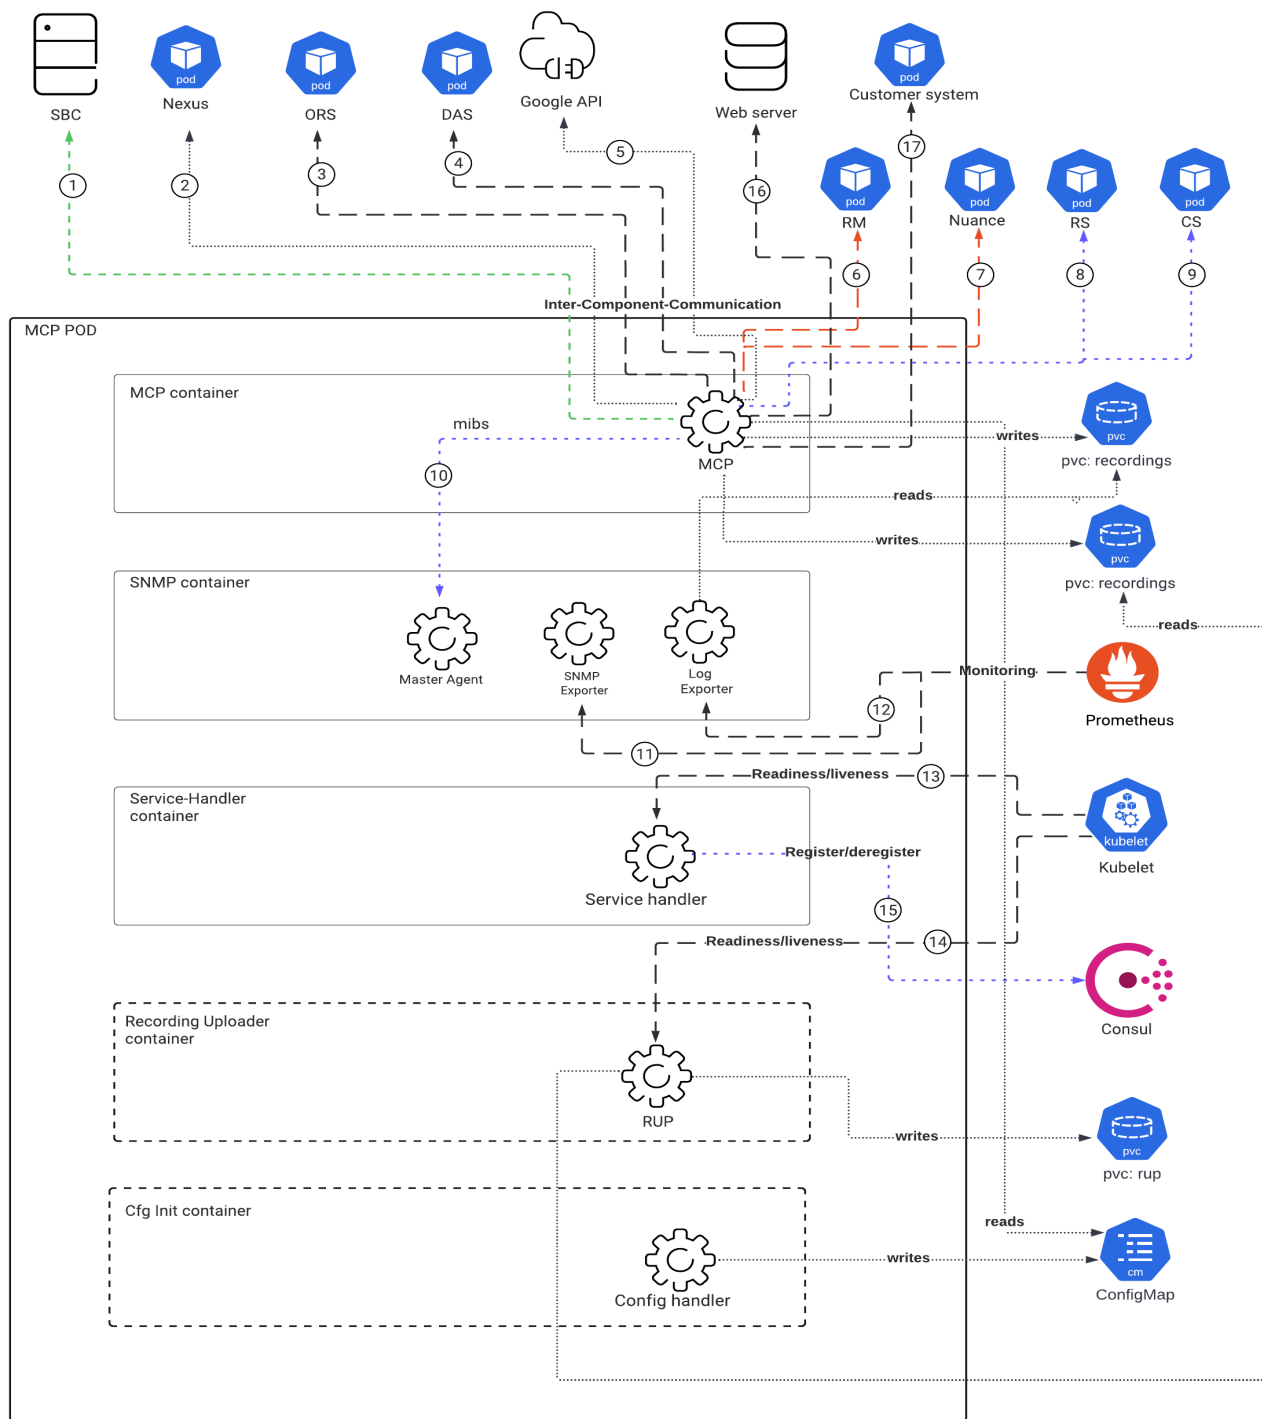 SBC
pod
Nexus
pod
ORS
pod
DAS
Google API
Web server
pod
Customer system
1
2
3
4
5
16
17
pod
RM
pod
Nuance
pod
RS
pod
CS
6
7
8
9
Inter-Component-Communication
MCP POD
MCP container
mibs
10
MCP
writes
pvc
pvc: recordings
reads
writes
pvc
pvc: recordings
reads
SNMP container
Master Agent
SNMP
Exporter
Log
Exporter
Monitoring
12
11
Prometheus
Readiness/liveness
13
Service-Handler
container
Service handler
Register/deregister
15
kubelet
Kubelet
Readiness/liveness
14
Consul
Recording Uploader
container
RUP
writes
pvc
pvc: rup
Cfg Init container
Config handler
reads
writes
cm
ConfigMap